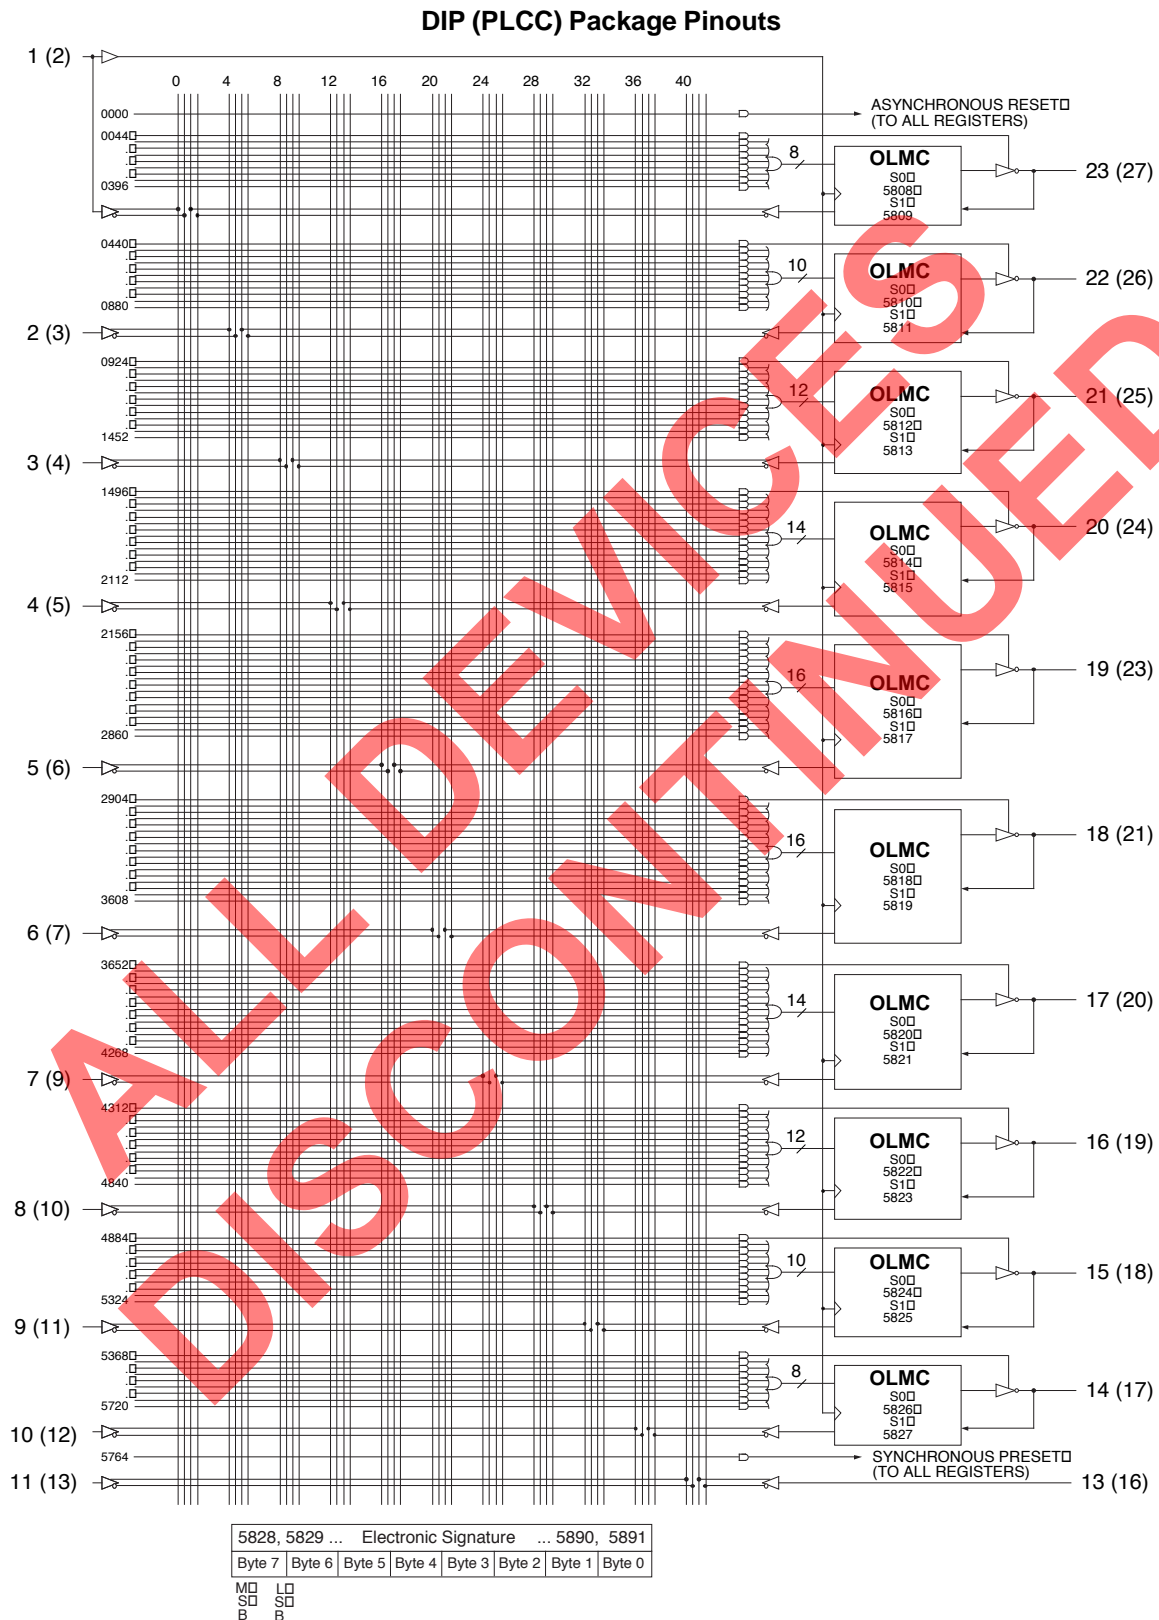 DIP (PLCC) Package Pinouts
1 (2)
0 4 8 12 16 20 24 28 32 36 40
0000
ASYNCHRONOUS RESET
(TO ALL REGISTERS)
0044
.
.
.
.
0396
8
OLMC
S0
5808
S1
5809
23 (27)
0440
.
.
.
.
0880
10
OLMC
S0
5810
S1
5811
22 (26)
2 (3)
0924
.
.
.
.
.
1452
12
OLMC
S0
5812
S1
5813
21 (25)
3 (4)
1496
.
.
.
.
.
.
2112
14
OLMC
S0
5814
S1
5815
20 (24)
4 (5)
2156
.
.
.
.
.
.
.
2860
16
OLMC
S0
5816
S1
5817
19 (23)
5 (6)
2904
.
.
.
.
.
.
.
3608
16
OLMC
S0
5818
S1
5819
18 (21)
6 (7)
3652
.
.
.
.
.
.
4268
14
OLMC
S0
5820
S1
5821
17 (20)
7 (9)
4312
.
.
.
.
.
4840
12
OLMC
S0
5822
S1
5823
16 (19)
8 (10)
4884
.
.
.
.
5324
10
OLMC
S0
5824
S1
5825
15 (18)
9 (11)
5368
.
.
.
5720
8
OLMC
S0
5826
S1
5827
14 (17)
10 (12)
5764
SYNCHRONOUS PRESET
(TO ALL REGISTERS)
11 (13)
13 (16)
5828, 5829 ... Electronic Signature ... 5890, 5891
Byte 7 Byte 6 Byte 5 Byte 4 Byte 3 Byte 2 Byte 1 Byte 0
M L
S S
B B
ALL DEVICES
DISCONTINUED